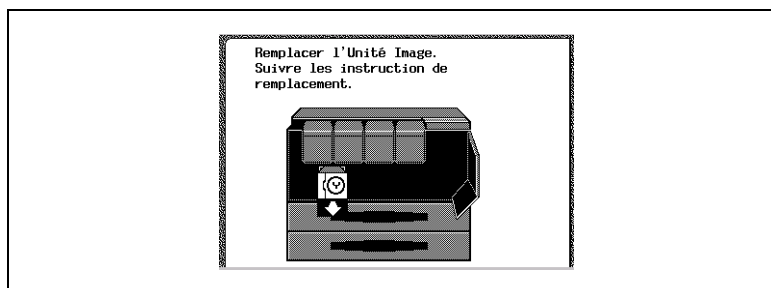 Remplacer l'Unité Image.
Suivre les instruction de
remplacement.